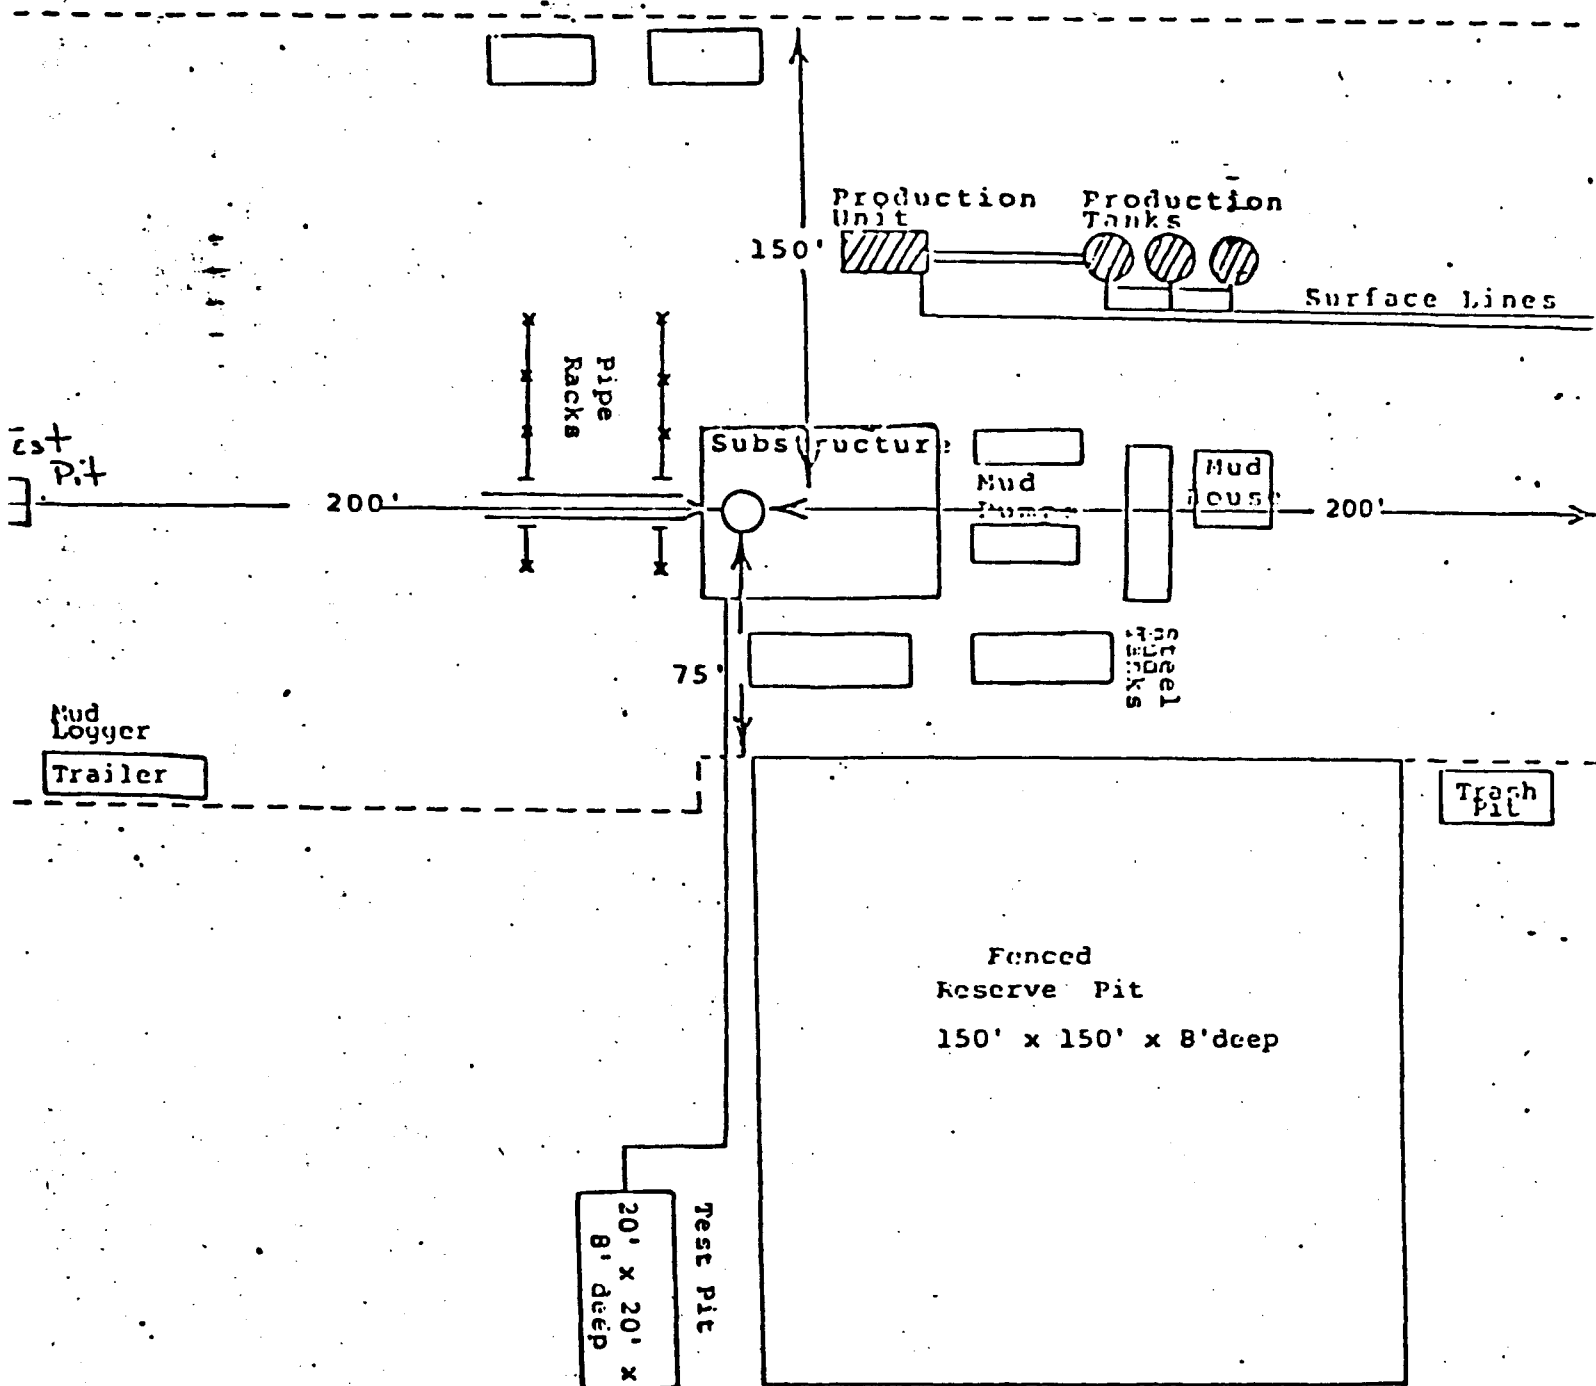 Production
Unit
Production
Tanks
150'
Surface Lines
Pipe
Racks
Est
Pit
Substructure
Mud
Mud
200'
200'
75'
Steel
Mud
Logger
Trailer
Trash
Pit
Fenced
Reserve Pit
150' x 150' x 8'deep
Test Pit
20' x 20' x
8' deep